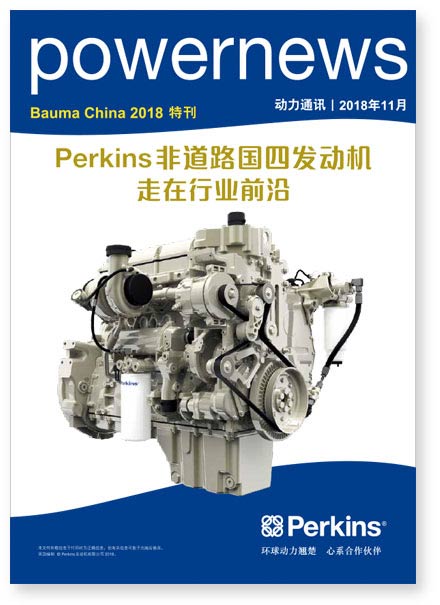 powernews
Bauma China 2018 特刊
动力通讯 | 2018年11月
Perkins非道路国四发动机
走在行业前沿
Perkins
Perkins®
环球动力翘楚 心系合作伙伴